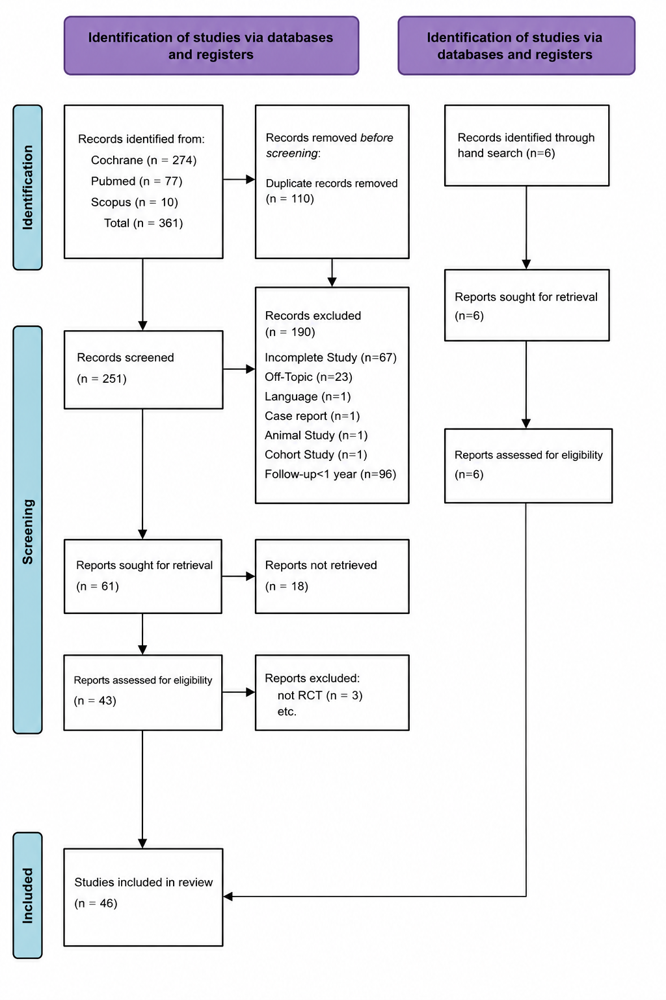 Identification of studies via databases
and registers
Identification of studies via
databases and registers
Identification
Records identified from:
Cochrane (n = 274)
Pubmed (n = 77)
Scopus (n = 10)
Total (n = 361)
Records removed before
screening:
Duplicate records removed
(n = 110)
Records identified through
hand search (n=6)
Reports sought for retrieval
(n=6)
Screening
Records screened
(n = 251)
Records excluded
(n = 190)
Incomplete Study (n=67)
Off-Topic (n=23)
Language (n=1)
Case report (n=1)
Animal Study (n=1)
Cohort Study (n=1)
Follow-up<1 year (n=96)
Reports assessed for eligibility
(n=6)
Reports sought for retrieval
(n = 61)
Reports not retrieved
(n = 18)
Reports assessed for eligibility
(n = 43)
Reports excluded:
not RCT (n = 3)
etc.
Included
Studies included in review
(n = 46)